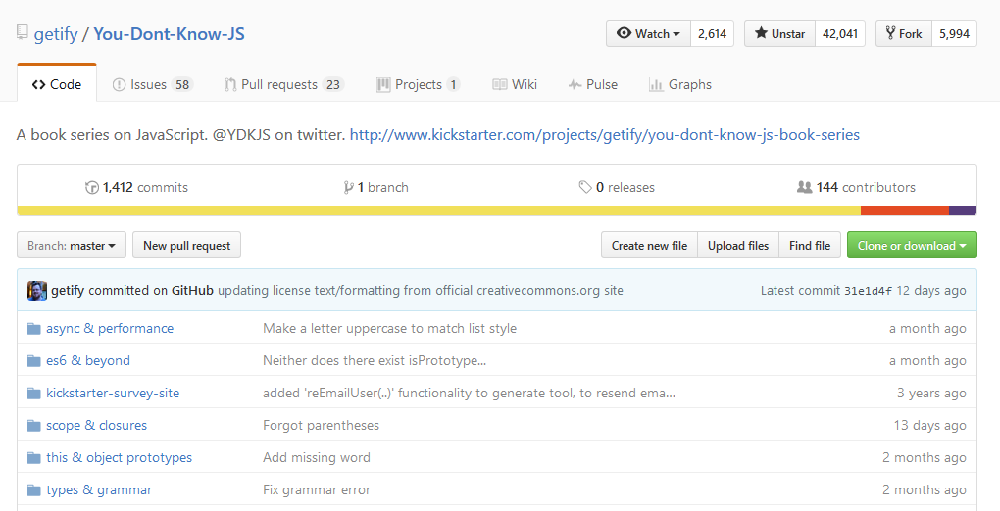 getify / You-Dont-Know-JS Watch 2,614 Unstar 42,041 Fork 5,994
Code Issues 58 Pull requests 23 Projects 1 Wiki Pulse Graphs
A book series on JavaScript. @YDKJS on twitter. http://www.kickstarter.com/projects/getify/you-dont-know-js-book-series
1,412 commits 1 branch 0 releases 144 contributors
Branch: master New pull request Create new file Upload files Find file Clone or download
getify committed on GitHub updating license text/formatting from official creativecommons.org site Latest commit 31e1d4f 12 days ago
async & performance Make a letter uppercase to match list style a month ago
es6 & beyond Neither does there exist isPrototype... a month ago
kickstarter-survey-site added 'reEmailUser(..)' functionality to generate tool, to resend ema... 3 years ago
scope & closures Forgot parentheses 13 days ago
this & object prototypes Add missing word 2 months ago
types & grammar Fix grammar error 2 months ago